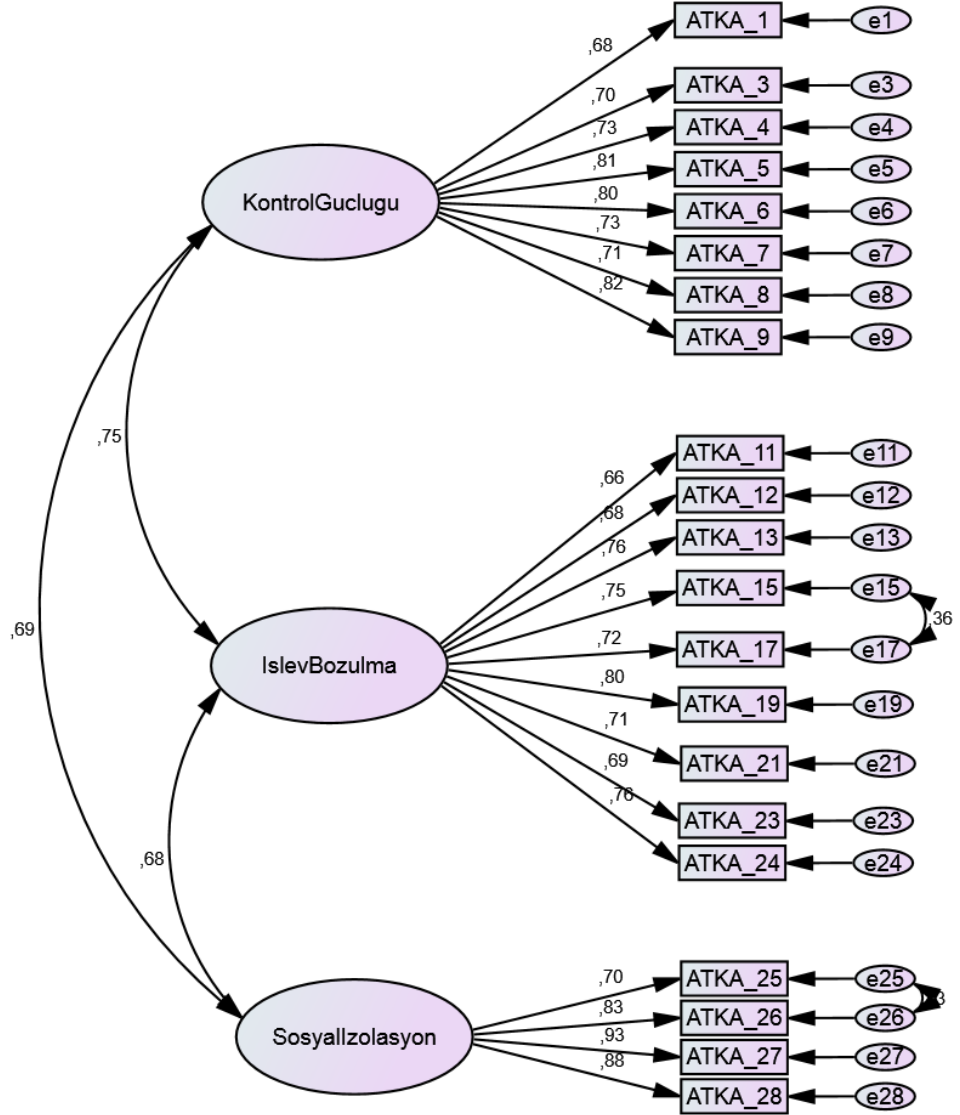 ATKA_1 e1
,68
ATKA_3 e3
,70
ATKA_4 e4
,73
ATKA_5 e5
,81
KontrolGuclugu
ATKA_6 e6
,80
ATKA_7 e7
,73
ATKA_8 e8
,71
ATKA_9 e9
,82
,75
,69
ATKA_11 e11
,66
ATKA_12 e12
,68
ATKA_13 e13
,76
ATKA_15 e15
,75
,36
ATKA_17 e17
,72
IslevBozulma
ATKA_19 e19
,80
ATKA_21 e21
,71
ATKA_23 e23
,69
ATKA_24 e24
,76
,68
ATKA_25 e25
,70
ATKA_26 e26
,83
SosyalIzolasyon
ATKA_27 e27
,93
ATKA_28 e28
,88